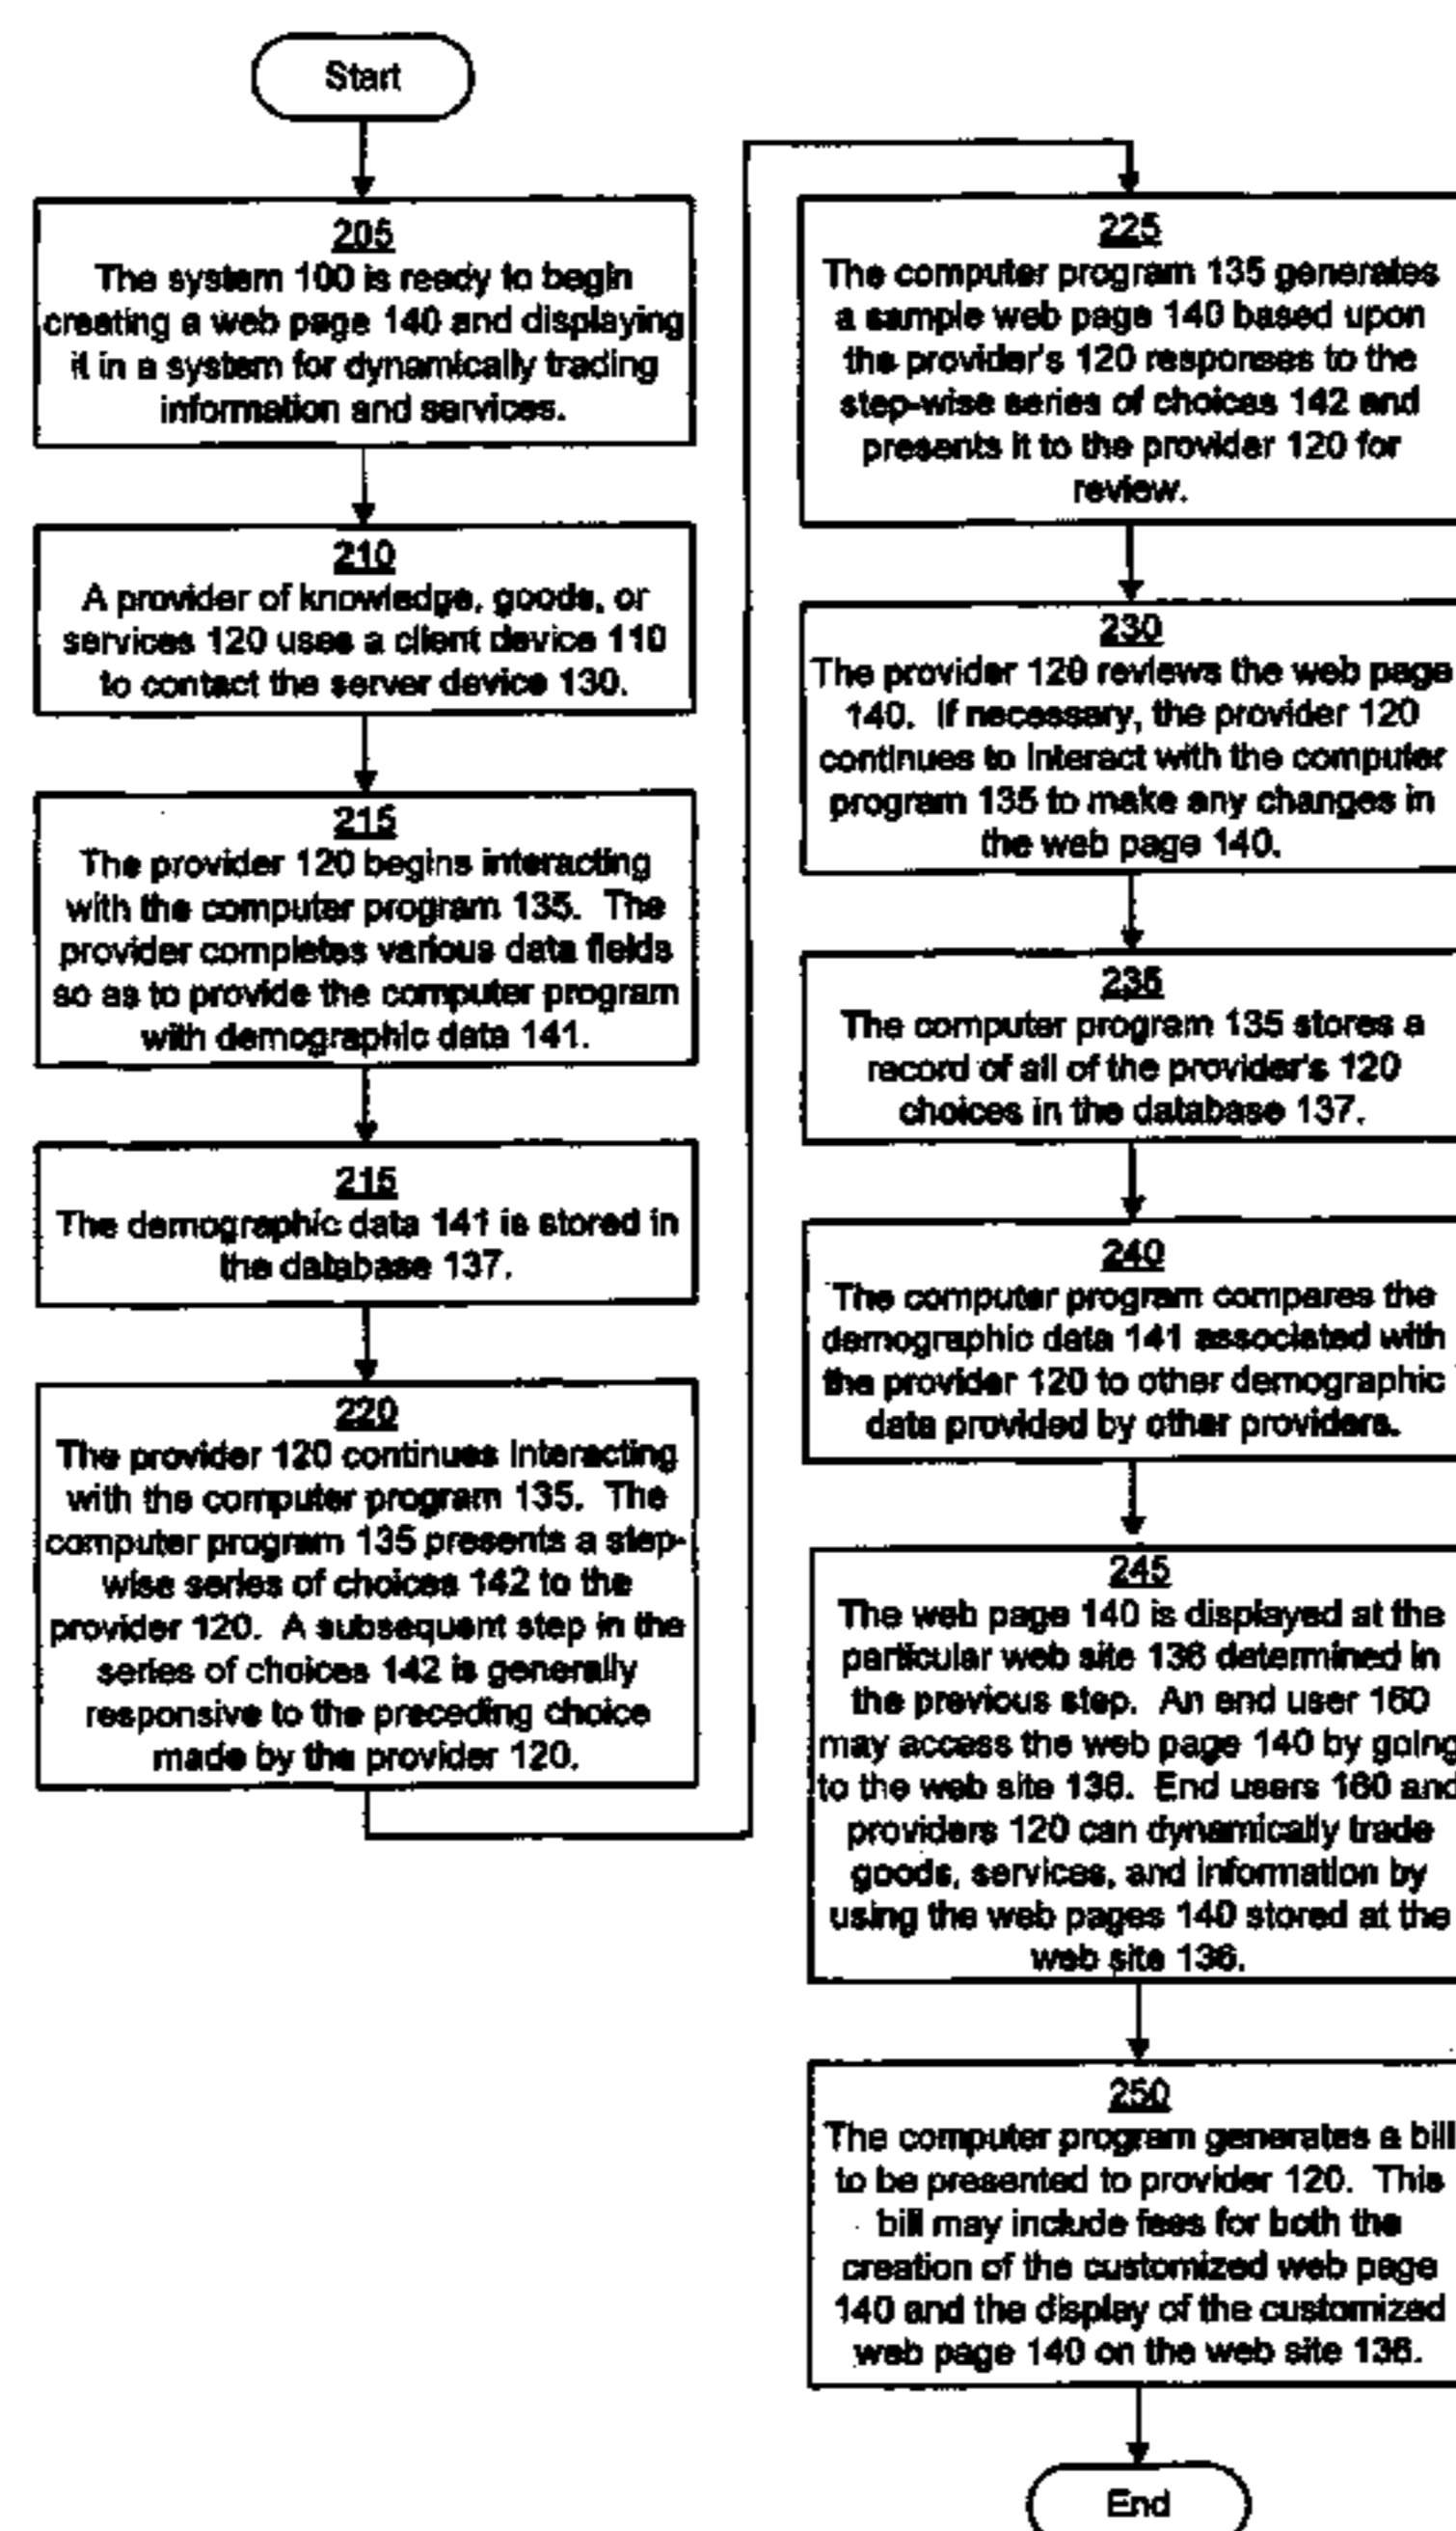 Start
205
The system 100 is ready to begin
creating a web page 140 and displaying
it in a system for dynamically trading
information and services.
210
A provider of knowledge, goods, or
services 120 uses a client device 110
to contact the server device 130.
215
The provider 120 begins interacting
with the computer program 135. The
provider completes various data fields
so as to provide the computer program
with demographic data 141.
215
The demographic data 141 is stored in
the database 137.
220
The provider 120 continues interacting
with the computer program 135. The
computer program 135 presents a step-
wise series of choices 142 to the
provider 120. A subsequent step in the
series of choices 142 is generally
responsive to the preceding choice
made by the provider 120.
225
The computer program 135 generates
a sample web page 140 based upon
the provider's 120 responses to the
step-wise series of choices 142 and
presents it to the provider 120 for
review.
230
The provider 120 reviews the web page
140. If necessary, the provider 120
continues to interact with the computer
program 135 to make any changes in
the web page 140.
235
The computer program 135 stores a
record of all of the provider's 120
choices in the database 137.
240
The computer program compares the
demographic data 141 associated with
the provider 120 to other demographic
data provided by other providers.
245
The web page 140 is displayed at the
particular web site 136 determined in
the previous step. An end user 160
may access the web page 140 by going
to the web site 136. End users 160 and
providers 120 can dynamically trade
goods, services, and information by
using the web pages 140 stored at the
web site 136.
250
The computer program generates a bill
to be presented to provider 120. This
bill may include fees for both the
creation of the customized web page
140 and the display of the customized
web page 140 on the web site 136.
End